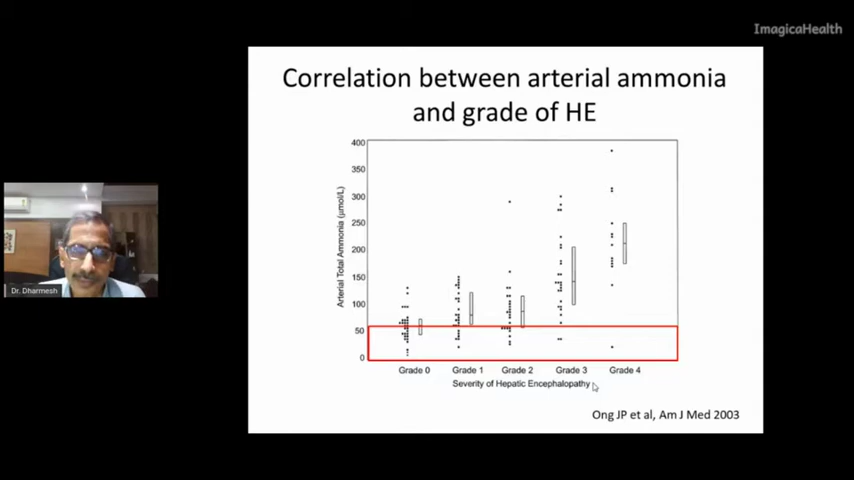 ImagicaHealth
Correlation between arterial ammonia
and grade of HE
400
350
300
250
200
150
100
50
0
Arterial Total Ammonia (μmol/L)
Grade 0 Grade 1 Grade 2 Grade 3 Grade 4
Severity of Hepatic Encephalopathy
Ong JP et al, Am J Med 2003
Dr. Dharmesh